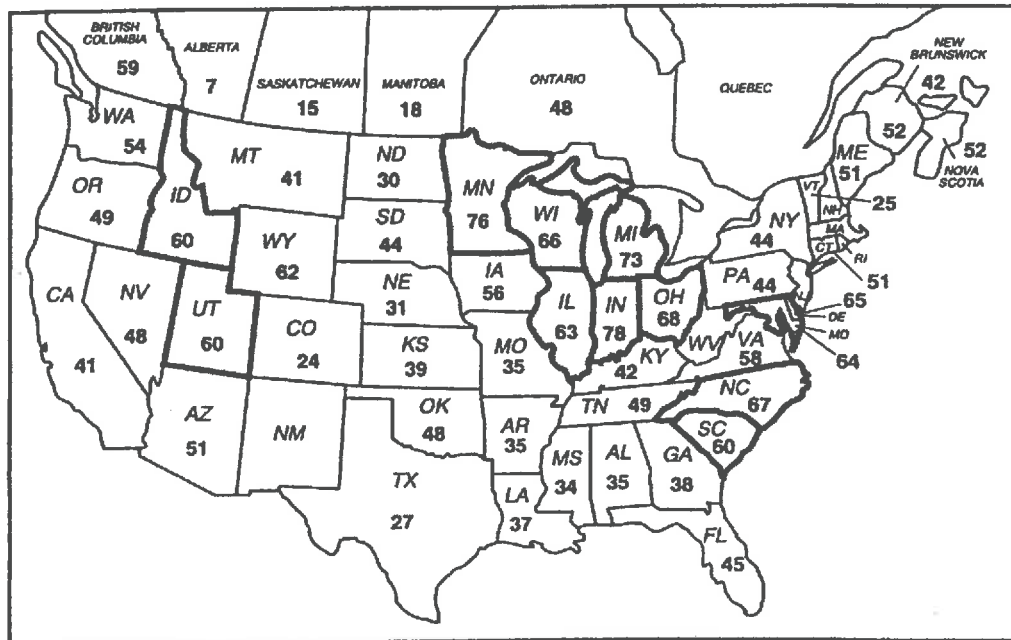 BRITISH
COLUMBIA
59
ALBERTA
7
SASKATCHEWAN
15
MANITOBA
18
ONTARIO
48
QUEBEC
NEW
BRUNSWICK
42
52
52
NOVA
SCOTIA
WA
54
OR
49
ID
60
MT
41
ND
30
MN
76
WI
66
MI
73
ME
51
VT
NH
25
MA
CT
RI
51
NY
44
WY
62
SD
44
IA
56
NE
31
PA
44
J
65
DE
MD
64
CA
41
NV
48
UT
60
CO
24
KS
39
MO
35
IL
63
IN
78
OH
68
KY
42
WV
VA
58
AZ
51
NM
OK
48
AR
35
TN 49
NC
67
SC
60
TX
27
LA
37
MS
34
AL
35
GA
38
FL
45